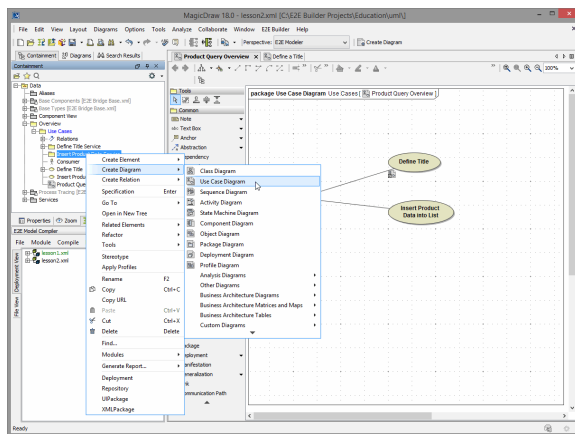 MagicDraw 18.0 - lesson2.xml [C:\E2E Builder Projects\Education\uml\]
File Edit View Layout Diagrams Options Tools Analyze Collaborate Window E2E Builder Help
Perspective: E2E Modeler
Create Diagram
Containment Diagrams Search Results
Product Query Overview Define a Title
Containment
100%
Data
Aliases
Base Components [E2E Bridge Base.xml]
Base Types [E2E Bridge Base.xml]
Component View
Overview
Use Cases
Relations
Define Title Service
Insert Product
Consumer
Define Title
Insert Produ
Product Que
Process Tracing [E2E
Services
Properties Zoom
E2E Model Compiler
File Module Compile
Deployment View
File View
lesson1.xml
lesson2.xml
Tools
Common
Note
Text Box
Anchor
Abstraction
pendency
ackage
eployment
anifestation
eneralization
ommunication Path
package Use Case Diagram Use Cases [ Product Query Overview ]
Define Title
Insert Product
Data into List
Create Element
Create Diagram
Create Relation
Specification Enter
Go To
Open in New Tree
Related Elements
Refactor
Tools
Stereotype
Apply Profiles
Rename F2
Copy Ctrl+C
Copy URL
Paste Ctrl+V
Cut Ctrl+X
Delete Delete
Find...
Modules
Generate Report...
Deployment
Repository
UIPackage
XMLPackage
Class Diagram
Use Case Diagram
Sequence Diagram
Activity Diagram
State Machine Diagram
Component Diagram
Object Diagram
Package Diagram
Deployment Diagram
Profile Diagram
Analysis Diagrams
Other Diagrams
Business Architecture Diagrams
Business Architecture Matrices and Maps
Business Architecture Tables
Custom Diagrams
Ready